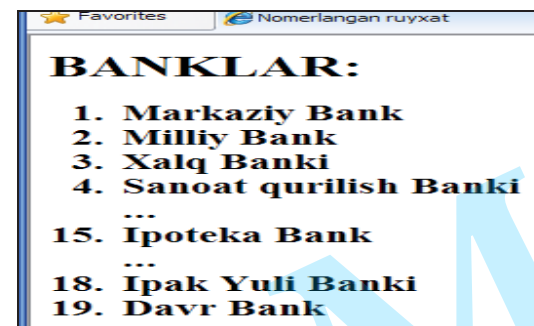 Favorites Nomerlangan ruyxat
BANKLAR:
1. Markaziy Bank
2. Milliy Bank
3. Xalq Banki
4. Sanoat qurilish Banki
...
15. Ipoteka Bank
...
18. Ipak Yuli Banki
19. Davr Bank